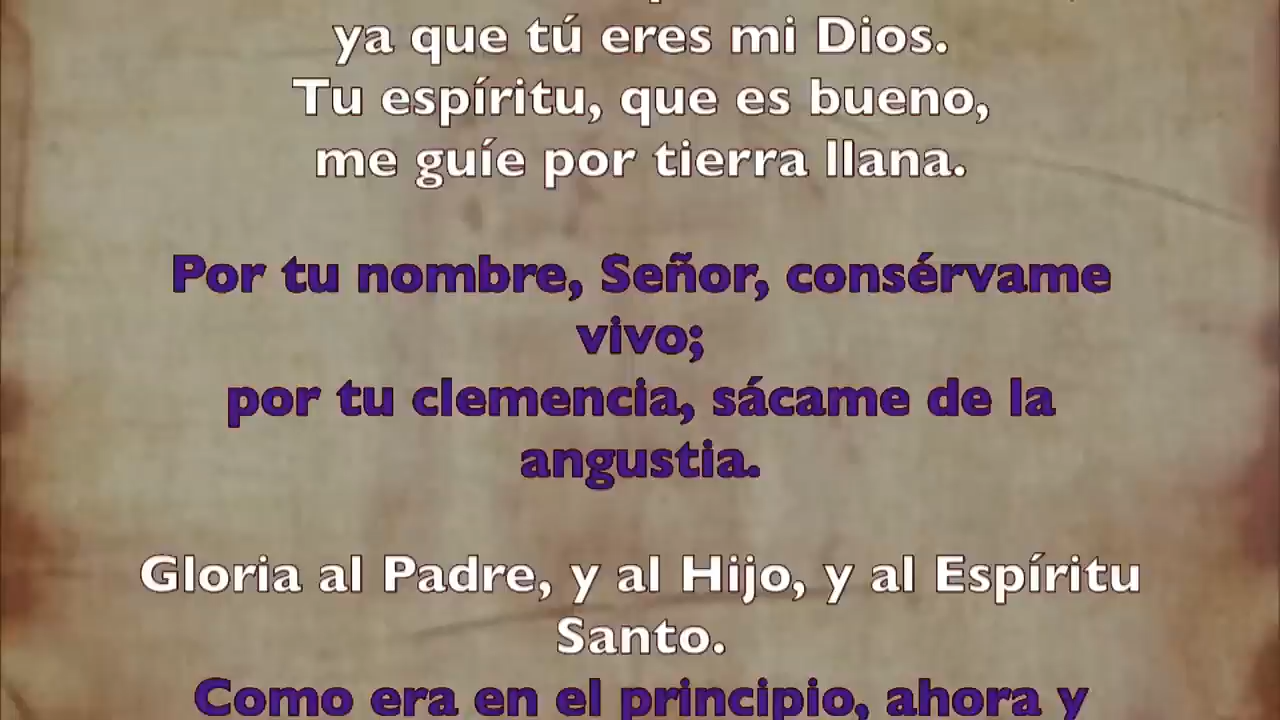 ya que tú eres mi Dios.
Tu espíritu, que es bueno,
me guíe por tierra llana.
Por tu nombre, Señor, consérvame
vivo;
por tu clemencia, sácame de la
angustia.
Gloria al Padre, y al Hijo, y al Espíritu
Santo.
Como era en el principio, ahora y